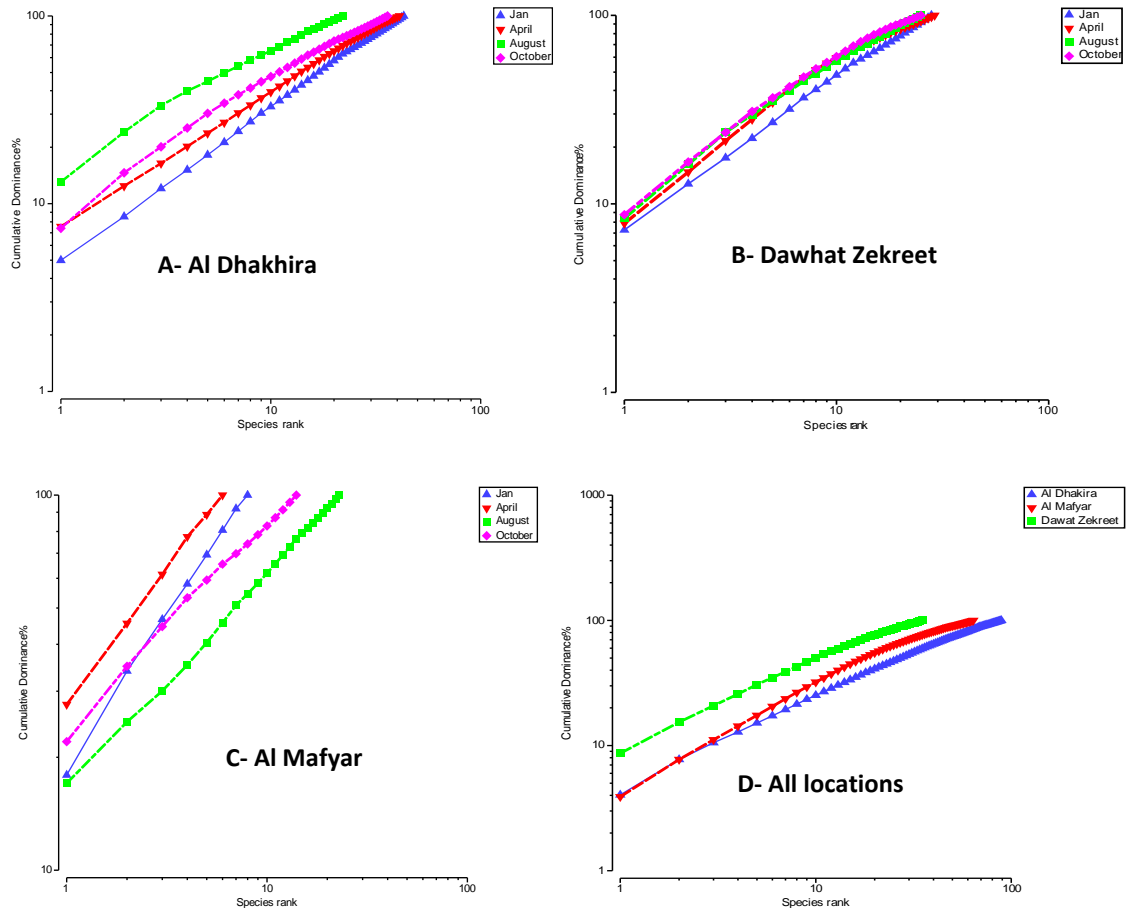 100
10
1
Cumulative Dominance%
1
10
100
Species rank
A- Al Dhakhira
Jan
April
August
October
100
10
1
Cumulative Dominance%
1
10
100
Species rank
B- Dawhat Zekreet
Jan
April
August
October
100
10
Cumulative Dominance%
1
10
100
Species rank
C- Al Mafyar
Jan
April
August
October
1000
100
10
1
Cumulative Dominance%
1
10
100
Species rank
D- All locations
Al Dhakira
Al Mafyar
Dawat Zekreet